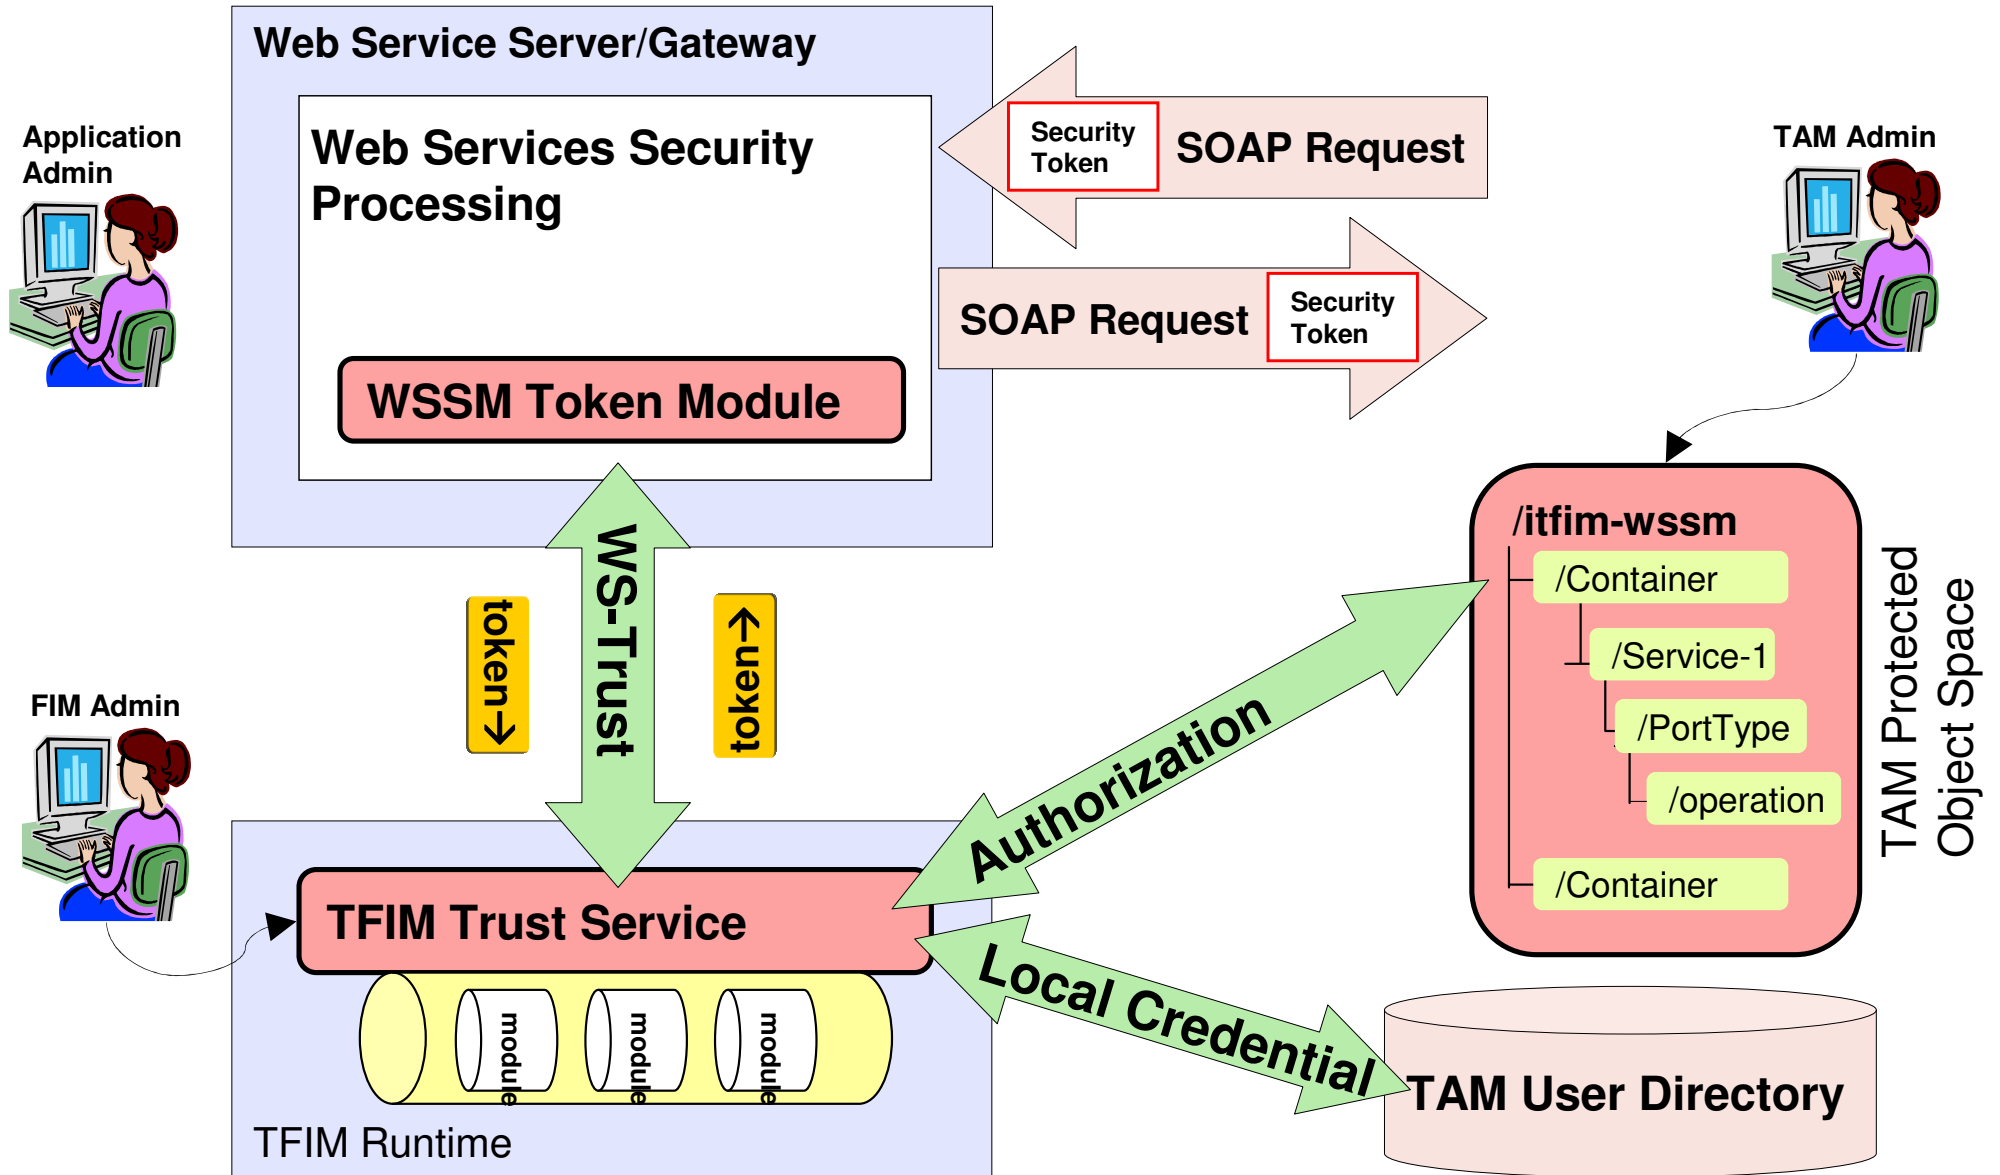 Web Service Server/Gateway
Application
Admin
Web Services Security
Processing
Security
Token
SOAP Request
TAM Admin
SOAP Request
Security
Token
WSSM Token Module
WS-Trust
token→
token→
/itfim-wssm
/Container
/Service-1
/PortType
/operation
/Container
TAM Protected
Object Space
FIM Admin
Authorization
TFIM Trust Service
Local Credential
module
module
module
TFIM Runtime
TAM User Directory